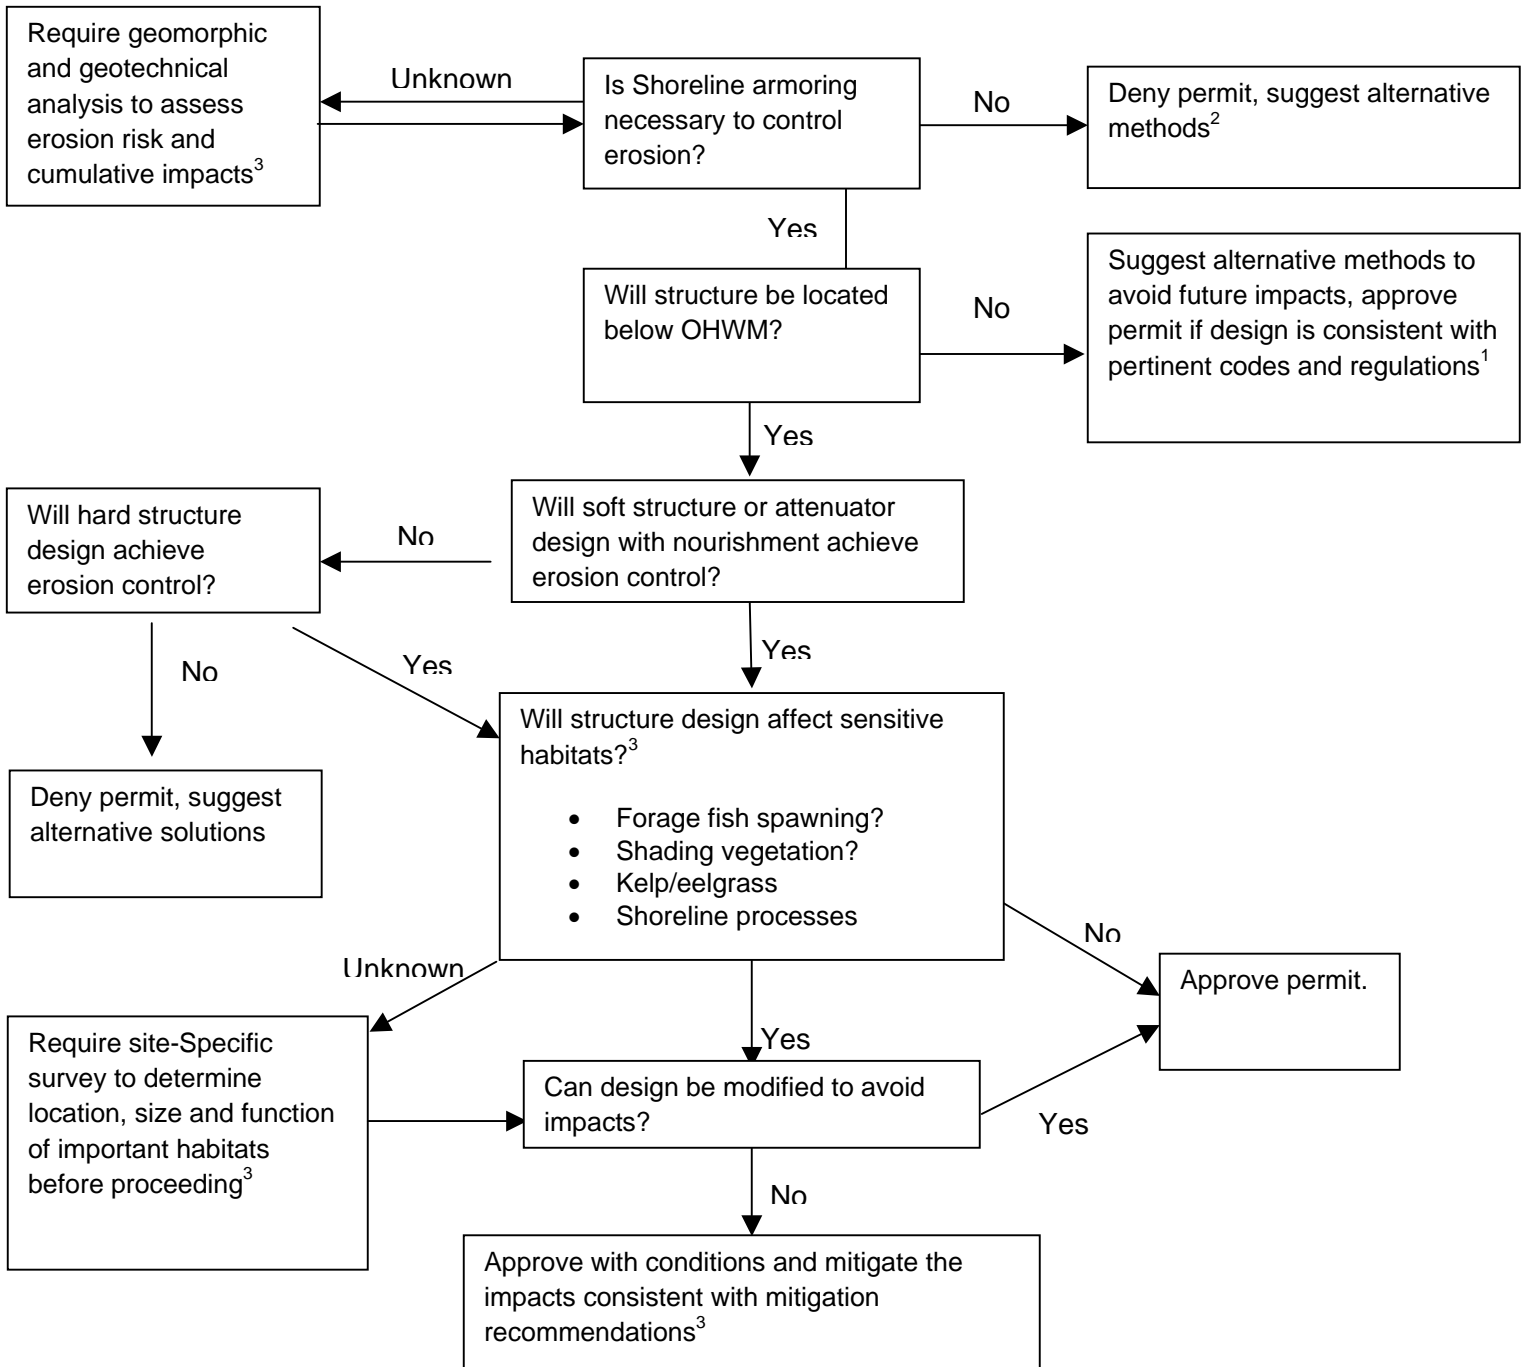 Require geomorphic
and geotechnical
analysis to assess
erosion risk and
cumulative impacts3
Unknown
Is Shoreline armoring
necessary to control
erosion?
No
Deny permit, suggest alternative
methods2
Yes
Will structure be located
below OHWM?
No
Suggest alternative methods to
avoid future impacts, approve
permit if design is consistent with
pertinent codes and regulations1
Yes
Will soft structure or attenuator
design with nourishment achieve
erosion control?
No
Will hard structure
design achieve
erosion control?
No
Yes
Yes
Deny permit, suggest
alternative solutions
Will structure design affect sensitive
habitats?3
• Forage fish spawning?
• Shading vegetation?
• Kelp/eelgrass
• Shoreline processes
No
Approve permit.
Unknown
Require site-Specific
survey to determine
location, size and function
of important habitats
before proceeding3
Yes
Can design be modified to avoid
impacts?
Yes
No
Approve with conditions and mitigate the
impacts consistent with mitigation
recommendations3